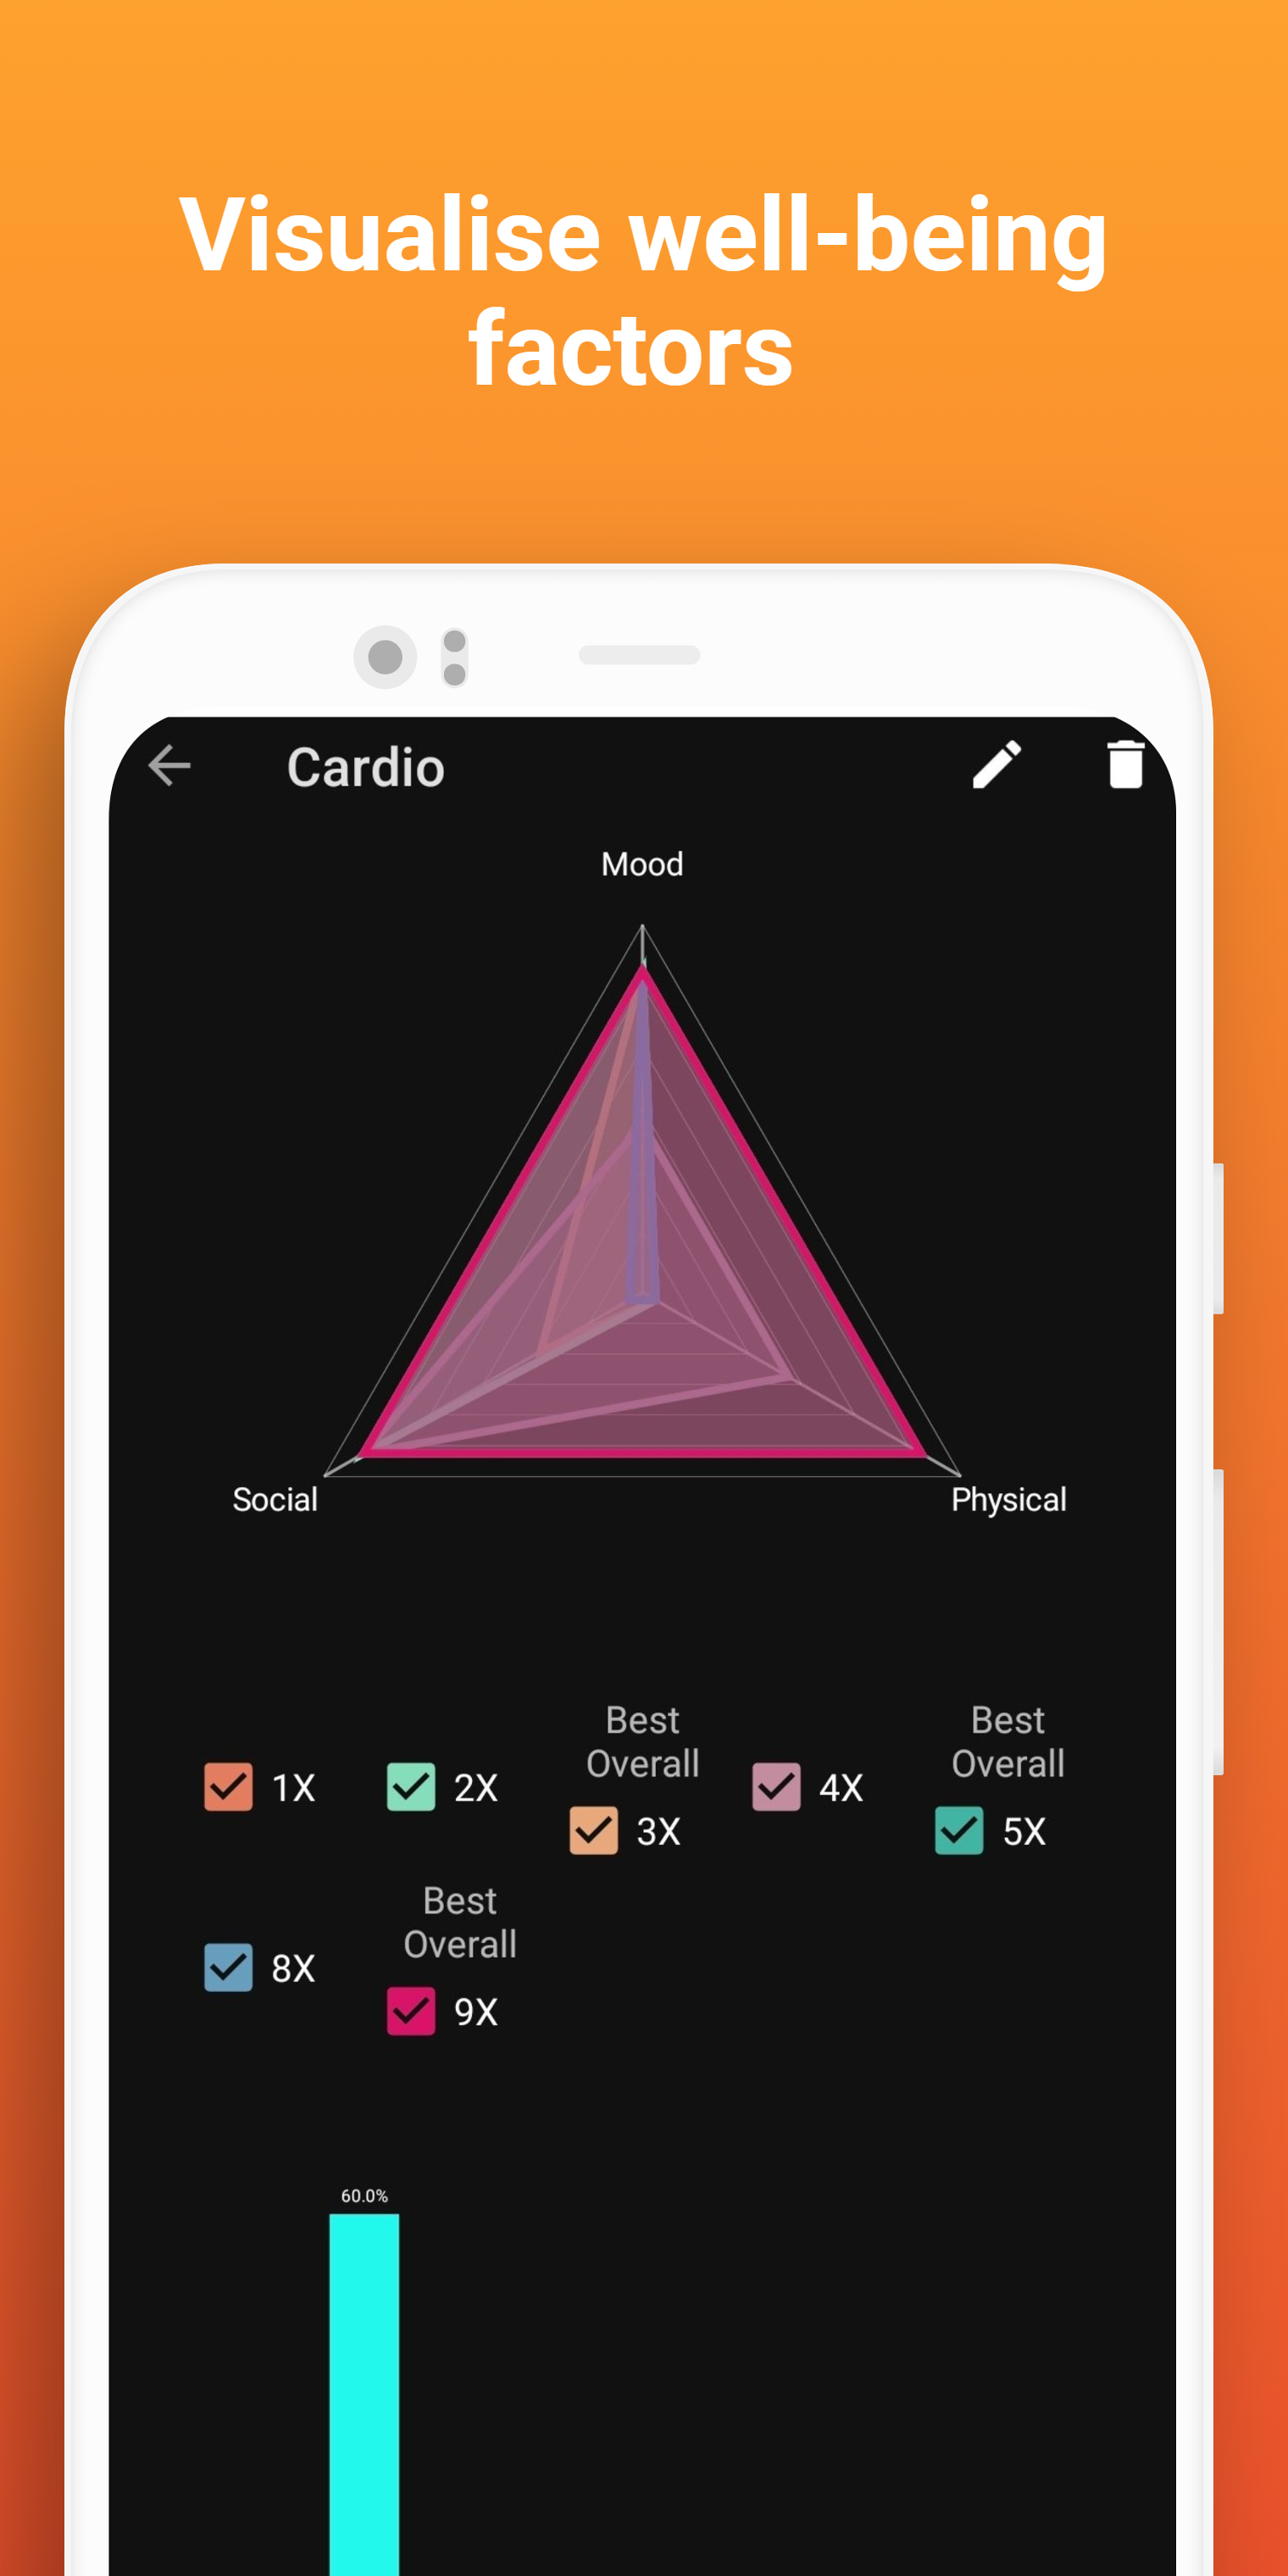 Visualise well-being
factors
Cardio
Mood
Social
Physical
1X
2X
Best
Overall
3X
4X
Best
Overall
5X
8X
Best
Overall
9X
60.0%